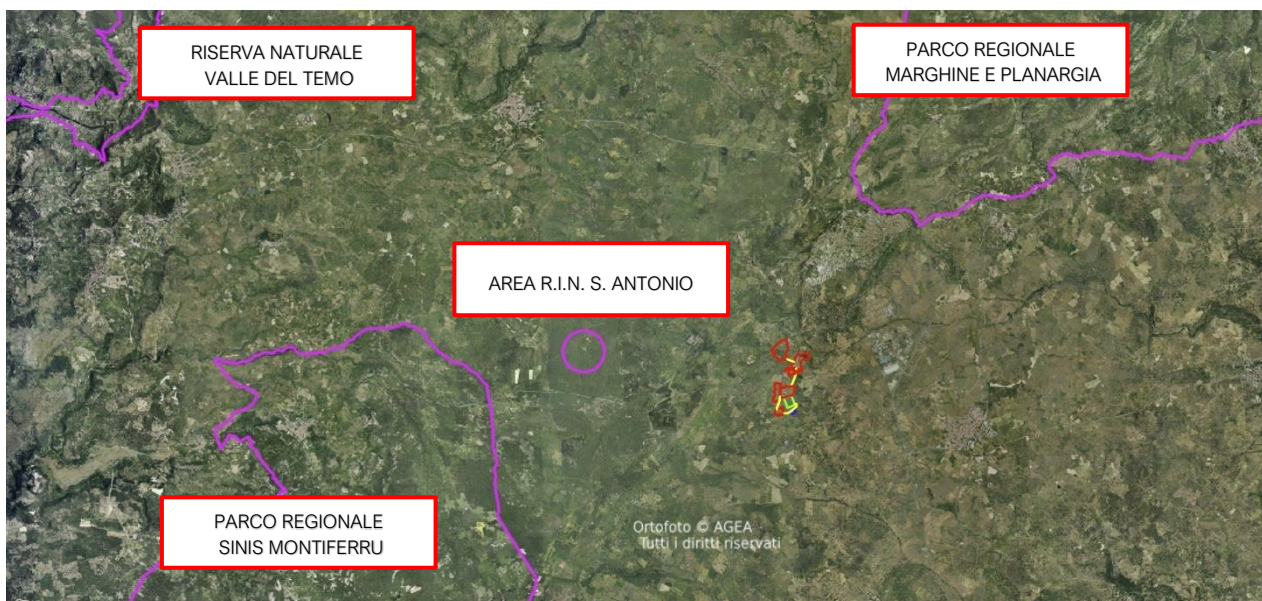 RISERVA NATURALE
VALLE DEL TEMO
PARCO REGIONALE
MARGHINE E PLANARGIA
AREA R.I.N. S. ANTONIO
PARCO REGIONALE
SINIS MONTIFERRU
Ortofoto © AGEA
Tutti i diritti riservati